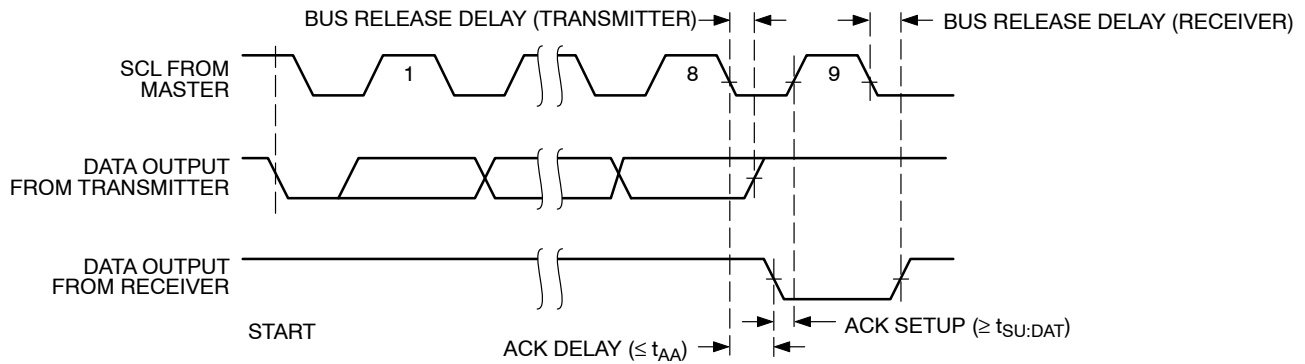 BUS RELEASE DELAY (TRANSMITTER)
BUS RELEASE DELAY (RECEIVER)
SCL FROM
MASTER
1
8
9
DATA OUTPUT
FROM TRANSMITTER
DATA OUTPUT
FROM RECEIVER
START
ACK SETUP (≥ tSU:DAT)
ACK DELAY (≤ tAA)